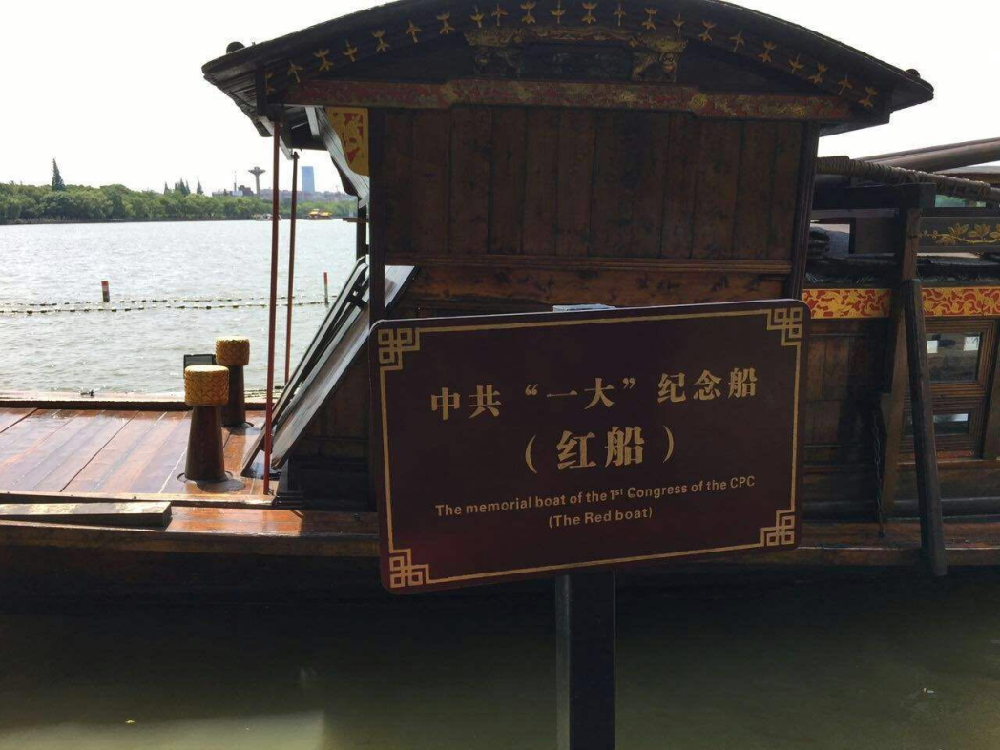 中共“一大”纪念船
（红船）
The memorial boat of the 1st Congress of the CPC
(The Red boat)